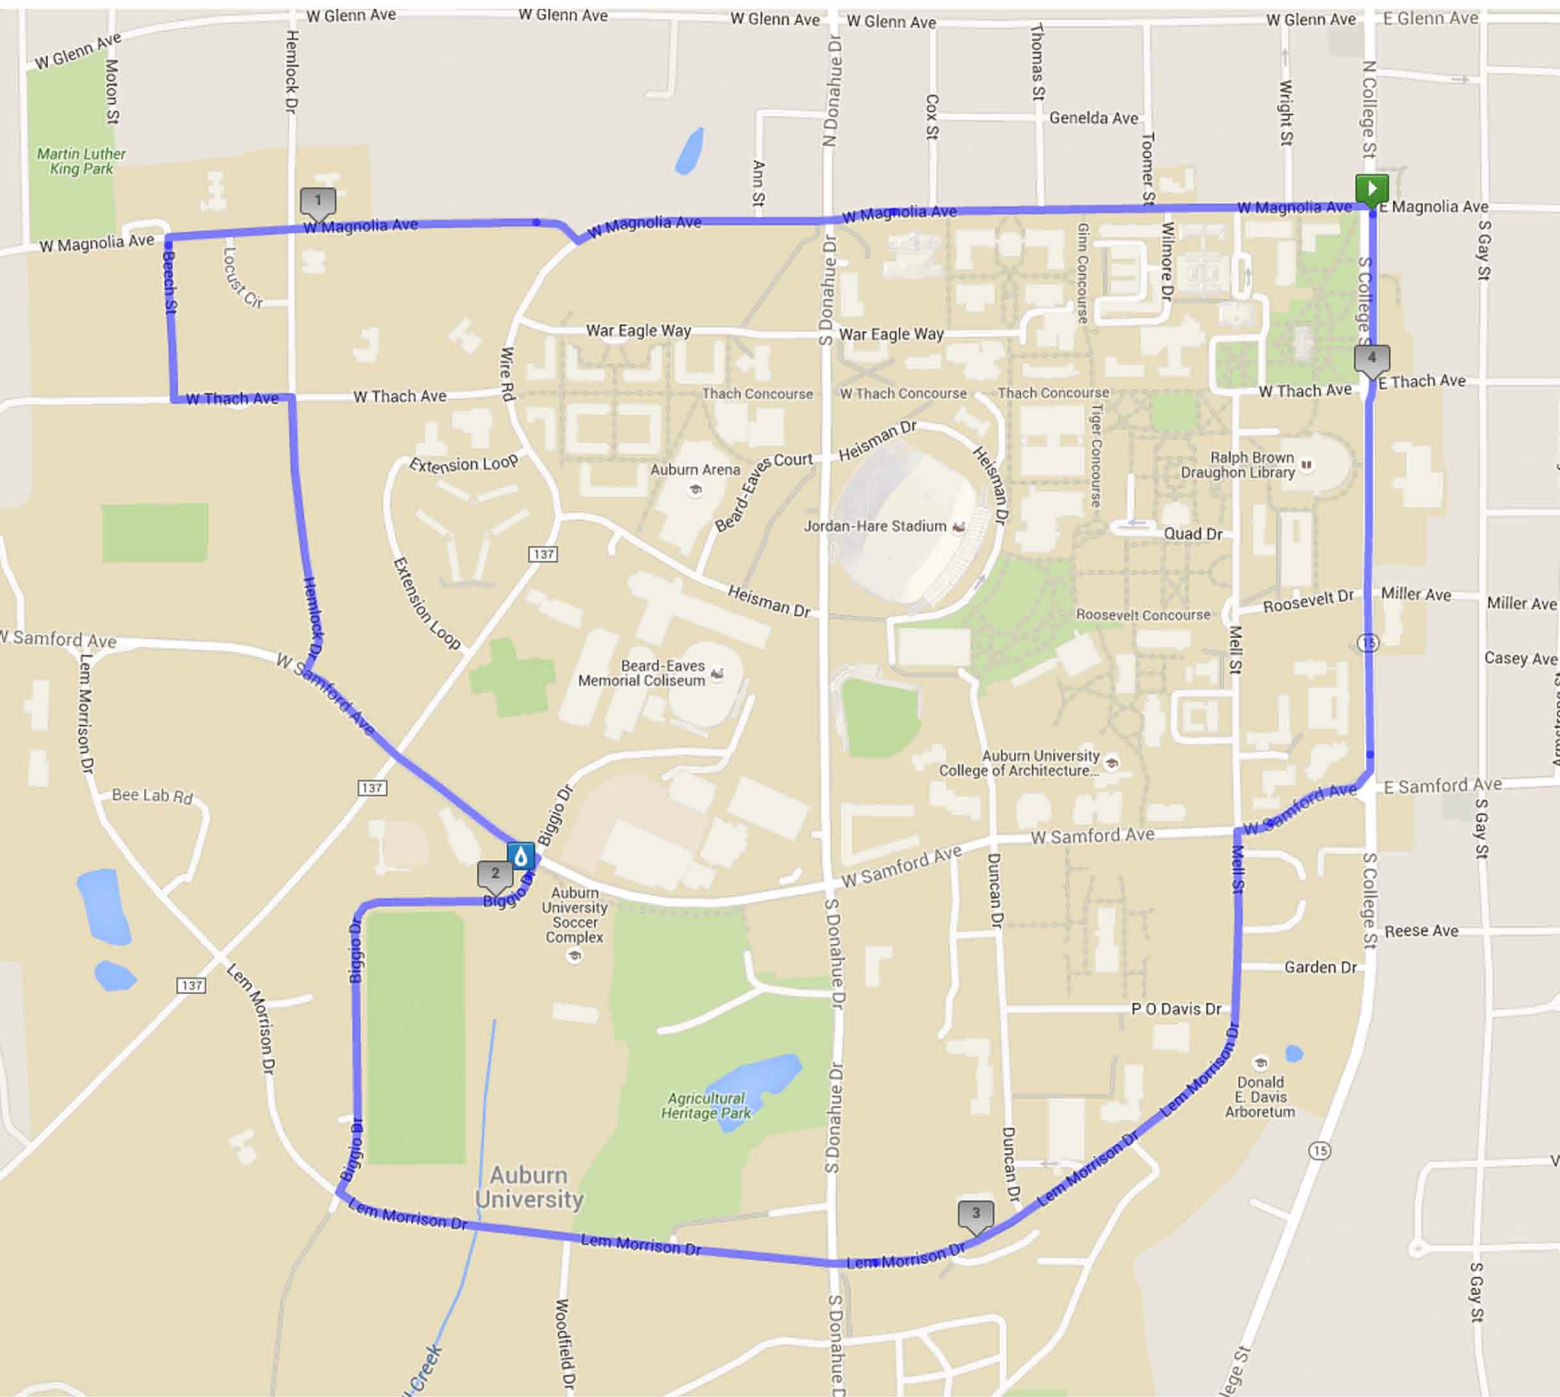 W Glenn Ave
W Glenn Ave
W Glenn Ave
W Glenn Ave
W Glenn Ave
E Glenn Ave
W Glenn Ave
Moton St
Hemlock Dr
N Donahue Dr
Cox St
Thomas St
Genelda Ave
Toomer St
Wright St
N College St
Martin Luther
King Park
Ann St
1
W Magnolia Ave
W Magnolia Ave
W Magnolia Ave
W Magnolia Ave
W Magnolia Ave
E Magnolia Ave
S Gay St
Beech St
Locust Cir
S Donahue Dr
Ginn Concourse
Wilmore Dr
S College S
War Eagle Way
War Eagle Way
4
Wire Rd
W Thach Ave
W Thach Ave
Thach Concourse
W Thach Concourse
Thach Concourse
W Thach Ave
E Thach Ave
Tiger Concourse
Heisman Dr
Extension Loop
Auburn Arena
Beard-Eaves Court
Heisman Dr
Ralph Brown
Draughon Library
Jordan-Hare Stadium
Quad Dr
137
Extension Loop
Heisman Dr
Hemlock Dr
Roosevelt Dr
Miller Ave
Miller Ave
Roosevelt Concourse
W Samford Ave
Lem Morrison Dr
W Samford Ave
Mell St
15
Casey Ave
Beard-Eaves
Memorial Coliseum
Auburn University
College of Architecture...
137
Bee Lab Rd
Biggio Dr
E Samford Ave
W Samford Ave
W Samford Ave
W Samford Ave
S Gay St
2
Biggio Dr
Auburn
University
Soccer
Complex
Duncan Dr
Mell St
S College St
S Donahue Dr
Biggio Dr
Reese Ave
Garden Dr
137
Lem Morrison Dr
P O Davis Dr
Lem Morrison Dr
Donald
E. Davis
Arboretum
Agricultural
Heritage Park
S Donahue Dr
Biggio Dr
Duncan Dr
Lem Morrison Dr
15
Auburn
University
3
Lem Morrison Dr
Lem Morrison Dr
Lem Morrison Dr
S Gay St
Woodfield Dr
S Donahue D
Creek
lege St